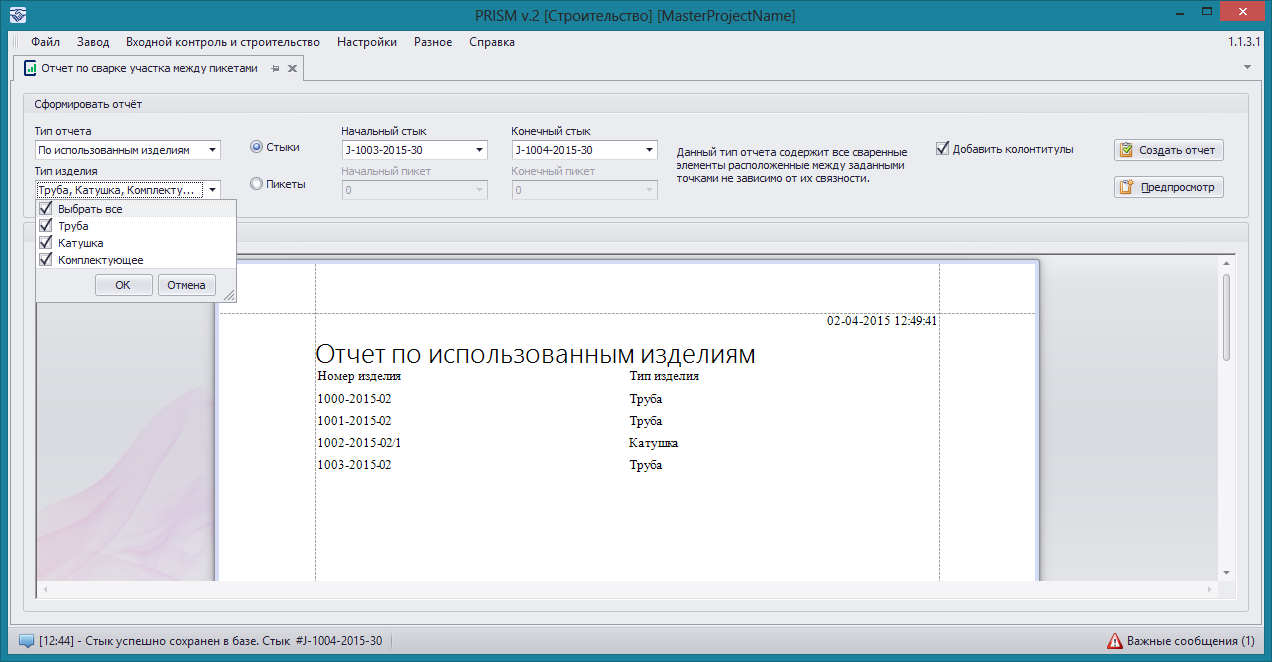 PRISM v.2 [Строительство] [MasterProjectName]
Файл Завод Входной контроль и строительство Настройки Разное Справка 1.1.3.1
Отчет по сварке участка между пикетами
Сформировать отчёт
Тип отчета
По использованным изделиям
Тип изделия
Труба, Катушка, Комплекту...
Выбрать все
Труба
Катушка
Комплектующее
ОК Отмена
Стыки
Пикеты
Начальный стык
J-1003-2015-30
Начальный пикет
0
Конечный стык
J-1004-2015-30
Конечный пикет
0
Данный тип отчета содержит все сваренные
элементы расположенные между заданными
точками не зависимо от их связности.
Добавить колонтитулы
Создать отчет
Предпросмотр
02-04-2015 12:49:41
Отчет по использованным изделиям
Номер изделия Тип изделия
1000-2015-02 Труба
1001-2015-02 Труба
1002-2015-02/1 Катушка
1003-2015-02 Труба
[12:44] - Стык успешно сохранен в базе. Стык #J-1004-2015-30
Важные сообщения (1)